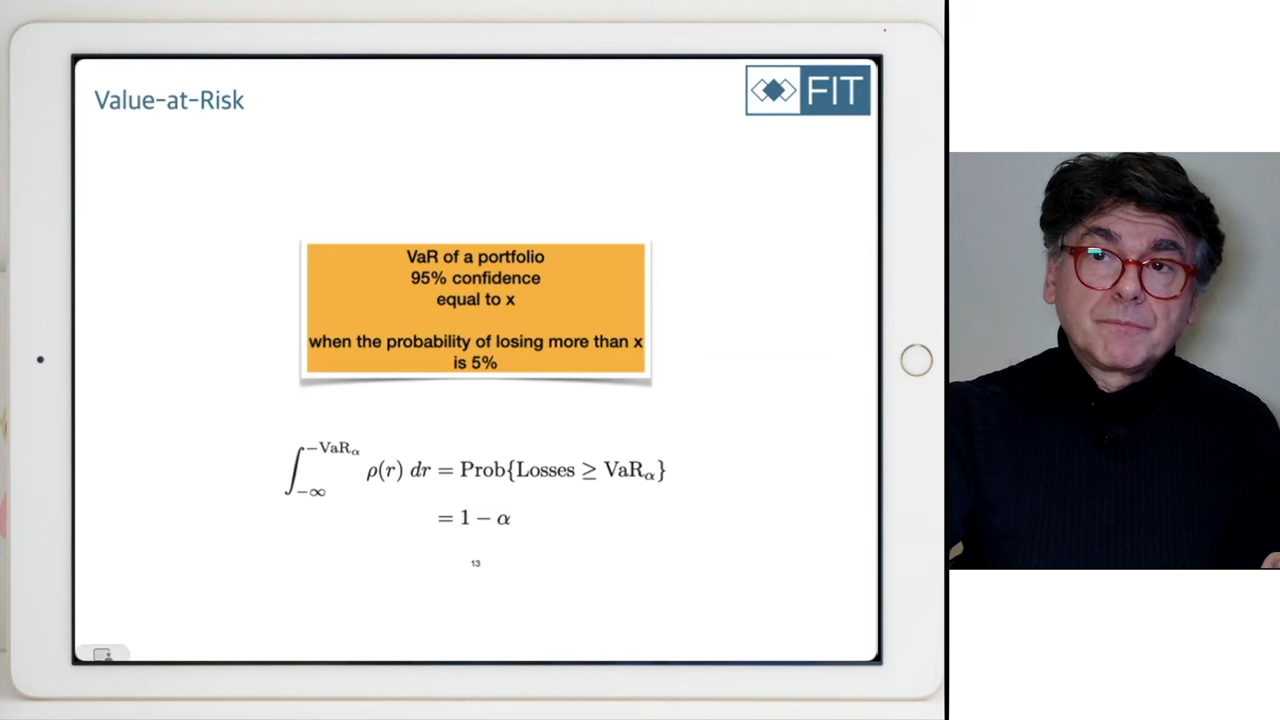 Value-at-Risk
FIT
VaR of a portfolio
95% confidence
equal to x
when the probability of losing more than x
is 5%
∫_{-∞}^{-VaR_α} ρ(r) dr = Prob{Losses ≥ VaR_α}
= 1 − α
13